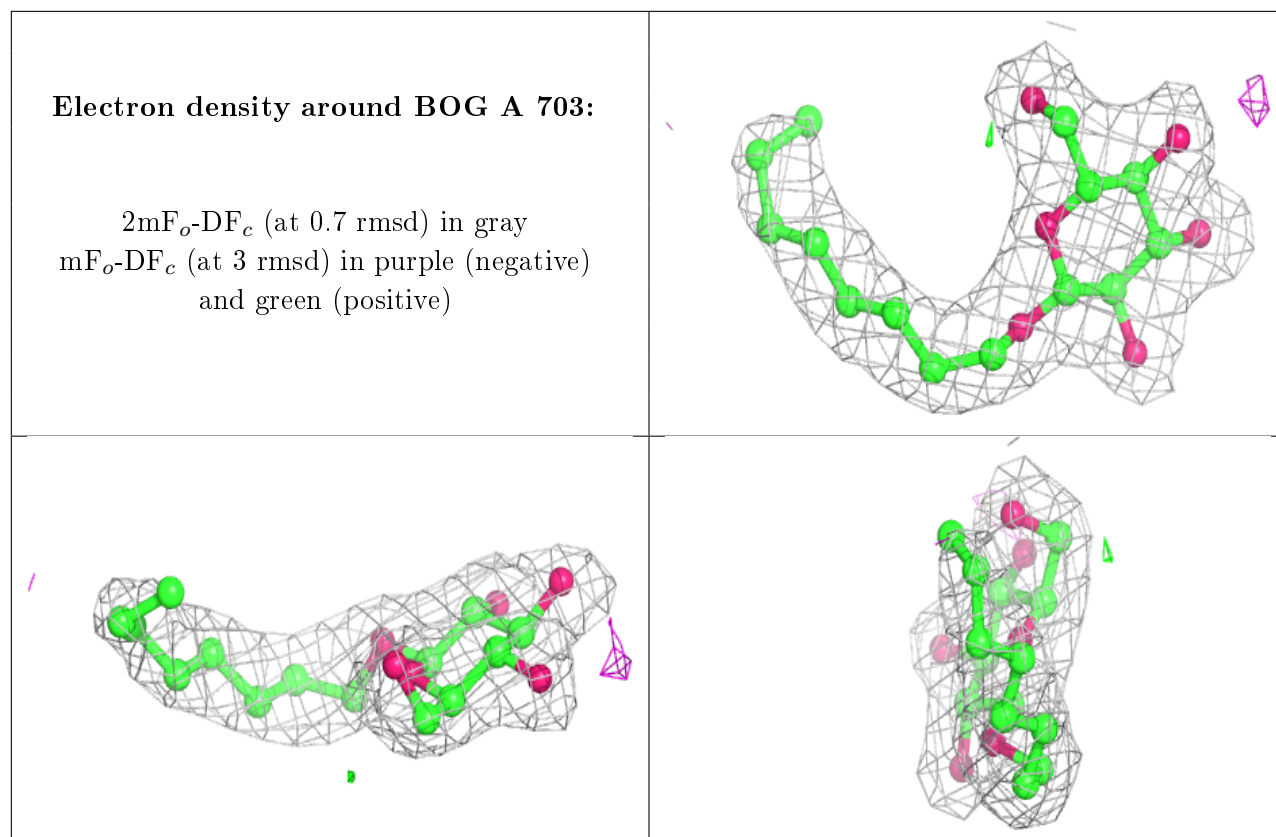 Electron density around BOG A 703:
2mFo-DFc (at 0.7 rmsd) in gray
mFo-DFc (at 3 rmsd) in purple (negative)
and green (positive)